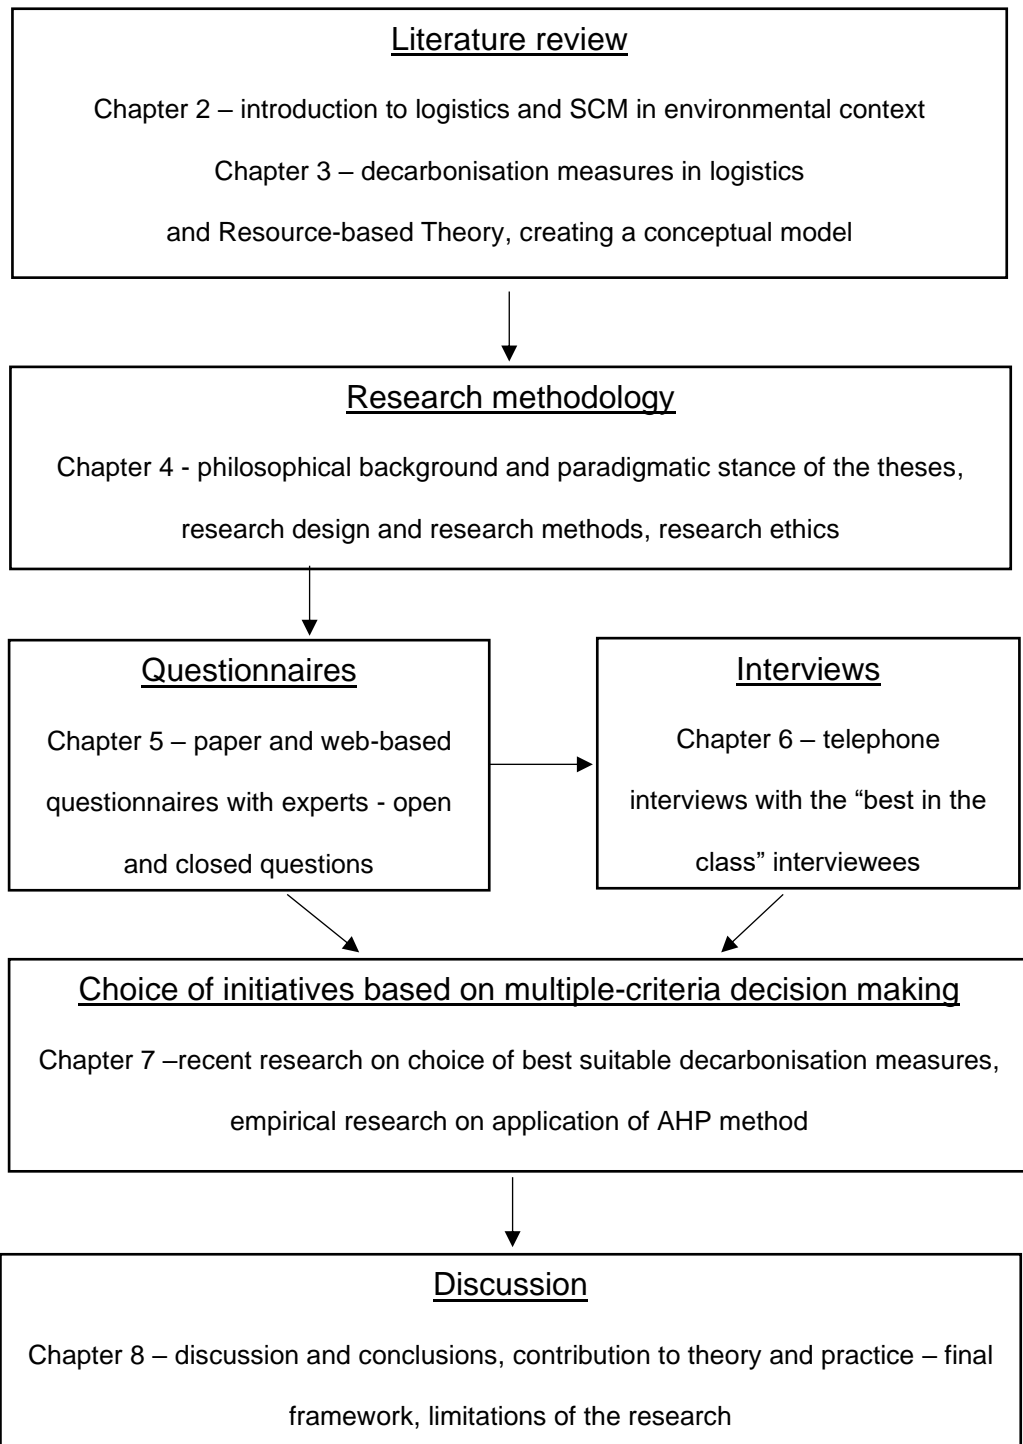 Literature review
Chapter 2 – introduction to logistics and SCM in environmental context
Chapter 3 – decarbonisation measures in logistics
and Resource-based Theory, creating a conceptual model
Research methodology
Chapter 4 - philosophical background and paradigmatic stance of the theses,
research design and research methods, research ethics
Questionnaires
Chapter 5 – paper and web-based
questionnaires with experts - open
and closed questions
Interviews
Chapter 6 – telephone
interviews with the “best in the
class” interviewees
Choice of initiatives based on multiple-criteria decision making
Chapter 7 –recent research on choice of best suitable decarbonisation measures,
empirical research on application of AHP method
Discussion
Chapter 8 – discussion and conclusions, contribution to theory and practice – final
framework, limitations of the research